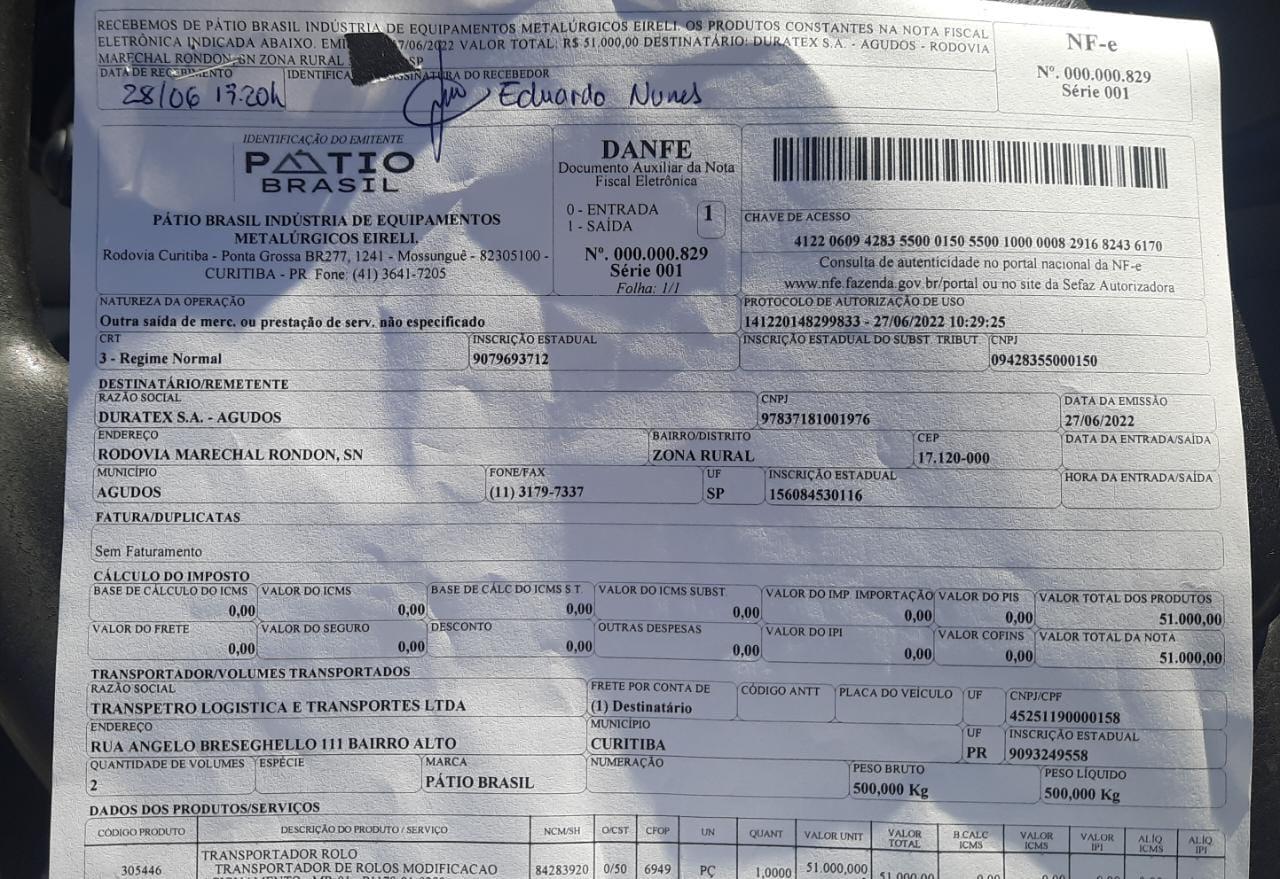 RECEBEMOS DE PÁTIO BRASIL INDÚSTRIA DE EQUIPAMENTOS METALÚRGICOS EIRELI. OS PRODUTOS CONSTANTES NA NOTA FISCAL
ELETRÔNICA INDICADA ABAIXO. 7/06/2022 VALOR TOTAL: R$ 51.000,00 DESTINATÁRIO: DURATEX S.A. - AGUDOS - RODOVIA
MARECHAL RONDON, SN ZONA RURAL
DATA DE RECEBIMENTO
28/06 17:20h
ASSINATURA DO RECEBEDOR
Eduardo Nunes
NF-e
Nº. 000.000.829
Série 001
IDENTIFICAÇÃO DO EMITENTE
PÁTIO
BRASIL
PÁTIO BRASIL INDÚSTRIA DE EQUIPAMENTOS
METALÚRGICOS EIRELI.
Rodovia Curitiba - Ponta Grossa BR277, 1241 - Mossunguê - 82305100 -
CURITIBA - PR. Fone: (41) 3641-7205
DANFE
Documento Auxiliar da Nota
Fiscal Eletrônica
0 - ENTRADA
1 - SAÍDA
1
Nº. 000.000.829
Série 001
Folha: 1/1
CHAVE DE ACESSO
4122 0609 4283 5500 0150 5500 1000 0008 2916 8243 6170
Consulta de autenticidade no portal nacional da NF-e
www.nfe.fazenda.gov.br/portal ou no site da Sefaz Autorizadora
NATUREZA DA OPERAÇÃO
Outra saída de merc. ou prestação de serv. não especificado
PROTOCOLO DE AUTORIZAÇÃO DE USO
141220148299833 - 27/06/2022 10:29:25
CRT
3 - Regime Normal
INSCRIÇÃO ESTADUAL
9079693712
INSCRIÇÃO ESTADUAL DO SUBST. TRIBUT.
CNPJ
09428355000150
DESTINATÁRIO/REMETENTE
RAZÃO SOCIAL
DURATEX S.A. - AGUDOS
CNPJ
97837181001976
DATA DA EMISSÃO
27/06/2022
ENDEREÇO
RODOVIA MARECHAL RONDON, SN
BAIRRO/DISTRITO
ZONA RURAL
CEP
17.120-000
DATA DA ENTRADA/SAÍDA
MUNICÍPIO
AGUDOS
FONE/FAX
(11) 3179-7337
UF
SP
INSCRIÇÃO ESTADUAL
156084530116
HORA DA ENTRADA/SAÍDA
FATURA/DUPLICATAS
Sem Faturamento
CÁLCULO DO IMPOSTO
BASE DE CÁLCULO DO ICMS
0,00
VALOR DO ICMS
0,00
BASE DE CÁLC DO ICMS S.T.
0,00
VALOR DO ICMS SUBST.
0,00
VALOR DO IMP. IMPORTAÇÃO
0,00
VALOR DO PIS
0,00
VALOR TOTAL DOS PRODUTOS
51.000,00
VALOR DO FRETE
0,00
VALOR DO SEGURO
0,00
DESCONTO
0,00
OUTRAS DESPESAS
0,00
VALOR DO IPI
0,00
VALOR COFINS
0,00
VALOR TOTAL DA NOTA
51.000,00
TRANSPORTADOR/VOLUMES TRANSPORTADOS
RAZÃO SOCIAL
TRANSPETRO LOGISTICA E TRANSPORTES LTDA
FRETE POR CONTA DE
(1) Destinatário
CÓDIGO ANTT
PLACA DO VEÍCULO
UF
CNPJ/CPF
45251190000158
ENDEREÇO
RUA ANGELO BRESEGHELLO 111 BAIRRO ALTO
MUNICÍPIO
CURITIBA
UF
PR
INSCRIÇÃO ESTADUAL
9093249558
QUANTIDADE DE VOLUMES
2
ESPÉCIE
MARCA
PÁTIO BRASIL
NUMERAÇÃO
PESO BRUTO
500,000 Kg
PESO LÍQUIDO
500,000 Kg
DADOS DOS PRODUTOS/SERVIÇOS
CÓDIGO PRODUTO DESCRIÇÃO DO PRODUTO / SERVIÇO NCM/SH O/CST CFOP UN QUANT VALOR UNIT VALOR TOTAL B.CALC ICMS VALOR ICMS VALOR IPI ALÍQ. ICMS ALÍQ. IPI
TRANSPORTADOR ROLO
305446 TRANSPORTADOR DE ROLOS MODIFICACAO 84283920 0/50 6949 PÇ 1,0000 51.000,000 51.000,00